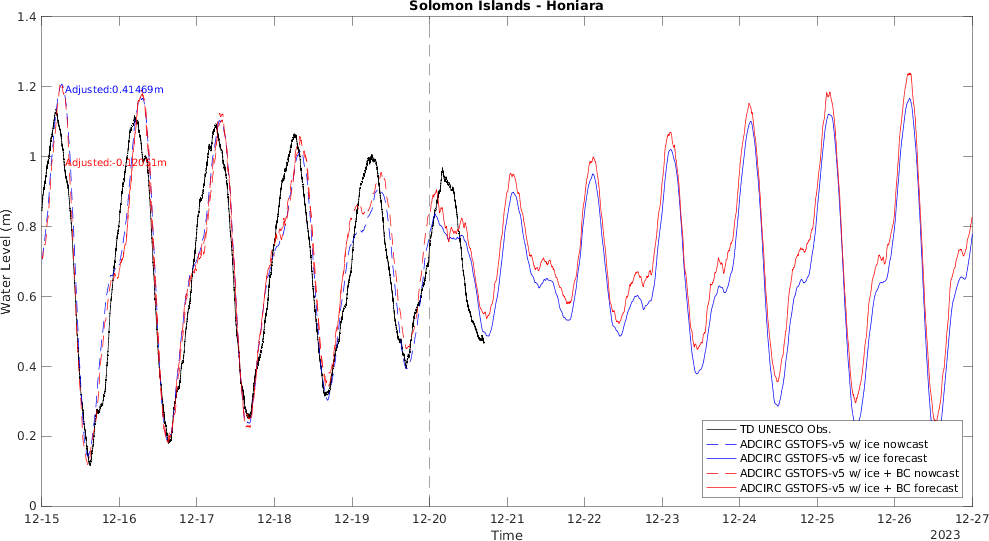 Solomon Islands - Honiara
1.4
1.2
1
0.8
0.6
0.4
0.2
0
Water Level (m)
Adjusted:0.41469m
TD UNESCO Obs.
ADCIRC GSTOFS-v5 w/ ice nowcast
ADCIRC GSTOFS-v5 w/ ice forecast
ADCIRC GSTOFS-v5 w/ ice + BC nowcast
ADCIRC GSTOFS-v5 w/ ice + BC forecast
12-15 12-16 12-17 12-18 12-19 12-20 12-21 12-22 12-23 12-24 12-25 12-26 12-27
Time
2023